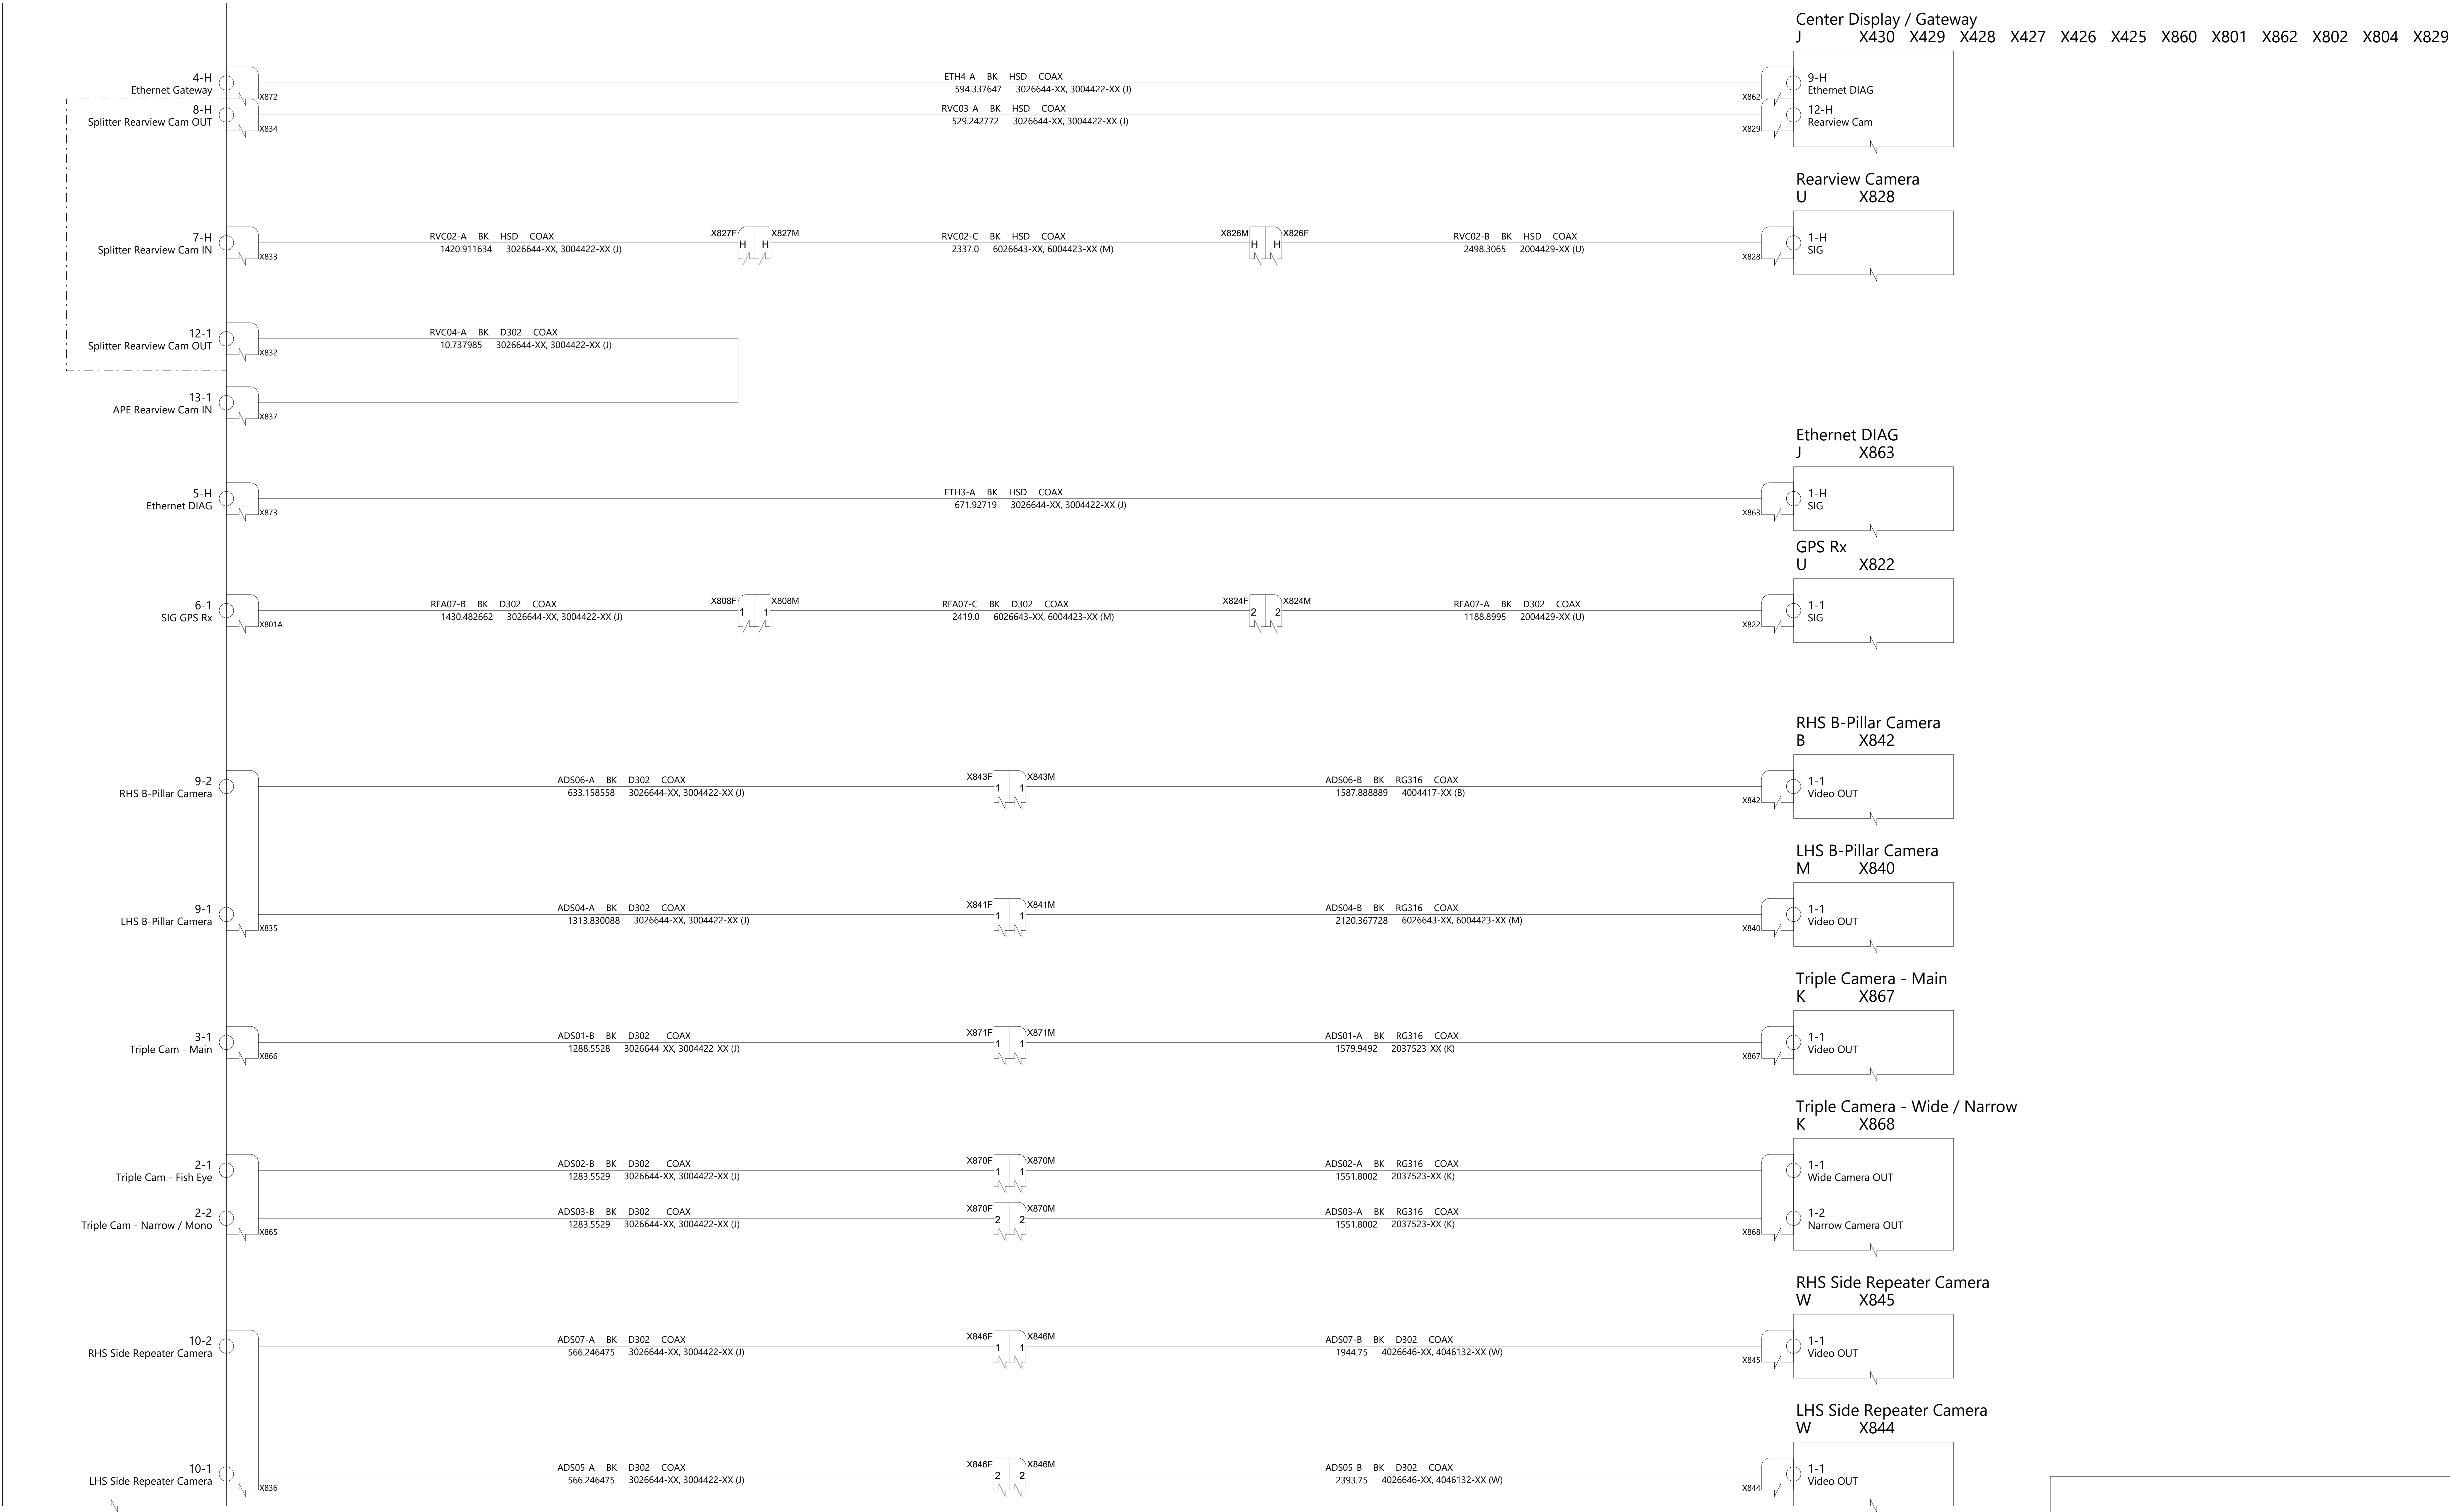 Center Display / Gateway
J X430 X429 X428 X427 X426 X425 X860 X801 X862 X802 X804 X829
4-H
Ethernet Gateway
X872
ETH4-A BK HSD COAX
594.337647 3026644-XX, 3004422-XX (J)
X862
9-H
Ethernet DIAG
8-H
Splitter Rearview Cam OUT
X834
RVC03-A BK HSD COAX
529.242772 3026644-XX, 3004422-XX (J)
X829
12-H
Rearview Cam
Rearview Camera
U X828
7-H
Splitter Rearview Cam IN
X833
RVC02-A BK HSD COAX
1420.911634 3026644-XX, 3004422-XX (J)
X827F H H X827M
RVC02-C BK HSD COAX
2337.0 6026643-XX, 6004423-XX (M)
X826M H H X826F
RVC02-B BK HSD COAX
2498.3065 2004429-XX (U)
X828
1-H
SIG
12-1
Splitter Rearview Cam OUT
X832
RVC04-A BK D302 COAX
10.737985 3026644-XX, 3004422-XX (J)
13-1
APE Rearview Cam IN
X837
Ethernet DIAG
J X863
5-H
Ethernet DIAG
X873
ETH3-A BK HSD COAX
671.92719 3026644-XX, 3004422-XX (J)
X863
1-H
SIG
GPS Rx
U X822
6-1
SIG GPS Rx
X801A
RFA07-B BK D302 COAX
1430.482662 3026644-XX, 3004422-XX (J)
X808F 1 1 X808M
RFA07-C BK D302 COAX
2419.0 6026643-XX, 6004423-XX (M)
X824F 2 2 X824M
RFA07-A BK D302 COAX
1188.8995 2004429-XX (U)
X822
1-1
SIG
RHS B-Pillar Camera
B X842
9-2
RHS B-Pillar Camera
ADS06-A BK D302 COAX
633.158558 3026644-XX, 3004422-XX (J)
X843F 1 1 X843M
ADS06-B BK RG316 COAX
1587.888889 4004417-XX (B)
X842
1-1
Video OUT
LHS B-Pillar Camera
M X840
9-1
LHS B-Pillar Camera
X835
ADS04-A BK D302 COAX
1313.830088 3026644-XX, 3004422-XX (J)
X841F 1 1 X841M
ADS04-B BK RG316 COAX
2120.367728 6026643-XX, 6004423-XX (M)
X840
1-1
Video OUT
Triple Camera - Main
K X867
3-1
Triple Cam - Main
X866
ADS01-B BK D302 COAX
1288.5528 3026644-XX, 3004422-XX (J)
X871F 1 1 X871M
ADS01-A BK RG316 COAX
1579.9492 2037523-XX (K)
X867
1-1
Video OUT
Triple Camera - Wide / Narrow
K X868
2-1
Triple Cam - Fish Eye
ADS02-B BK D302 COAX
1283.5529 3026644-XX, 3004422-XX (J)
X870F 1 1 X870M
ADS02-A BK RG316 COAX
1551.8002 2037523-XX (K)
1-1
Wide Camera OUT
2-2
Triple Cam - Narrow / Mono
X865
ADS03-B BK D302 COAX
1283.5529 3026644-XX, 3004422-XX (J)
X870F 2 2 X870M
ADS03-A BK RG316 COAX
1551.8002 2037523-XX (K)
X868
1-2
Narrow Camera OUT
RHS Side Repeater Camera
W X845
10-2
RHS Side Repeater Camera
ADS07-A BK D302 COAX
566.246475 3026644-XX, 3004422-XX (J)
X846F 1 1 X846M
ADS07-B BK D302 COAX
1944.75 4026646-XX, 4046132-XX (W)
X845
1-1
Video OUT
LHS Side Repeater Camera
W X844
10-1
LHS Side Repeater Camera
X836
ADS05-A BK D302 COAX
566.246475 3026644-XX, 3004422-XX (J)
X846F 2 2 X846M
ADS05-B BK D302 COAX
2393.75 4026646-XX, 4046132-XX (W)
X844
1-1
Video OUT